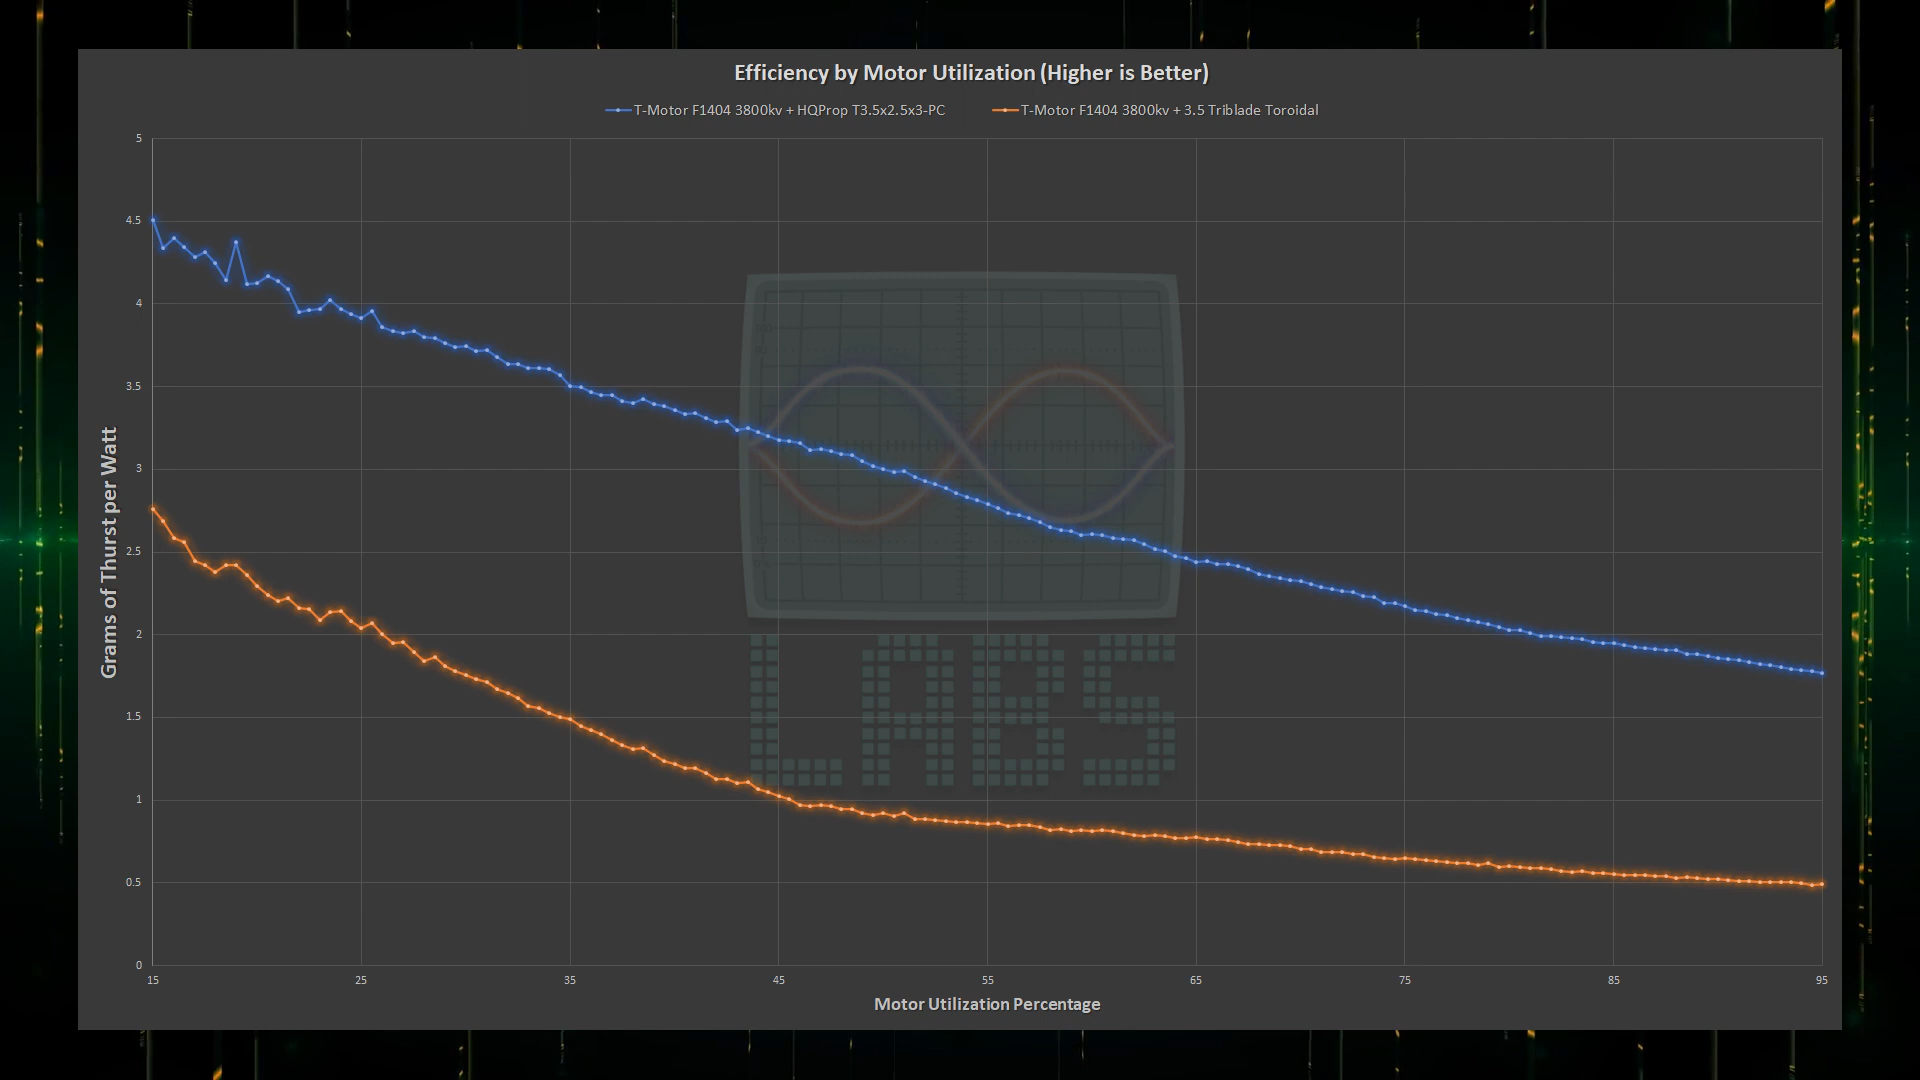 Efficiency by Motor Utilization (Higher is Better)
T-Motor F1404 3800kv + HQProp T3.5x2.5x3-PC
T-Motor F1404 3800kv + 3.5 Triblade Toroidal
5
4.5
4
3.5
3
2.5
2
1.5
1
0.5
0
Grams of Thurst per Watt
LABS
15 25 35 45 55 65 75 85 95
Motor Utilization Percentage